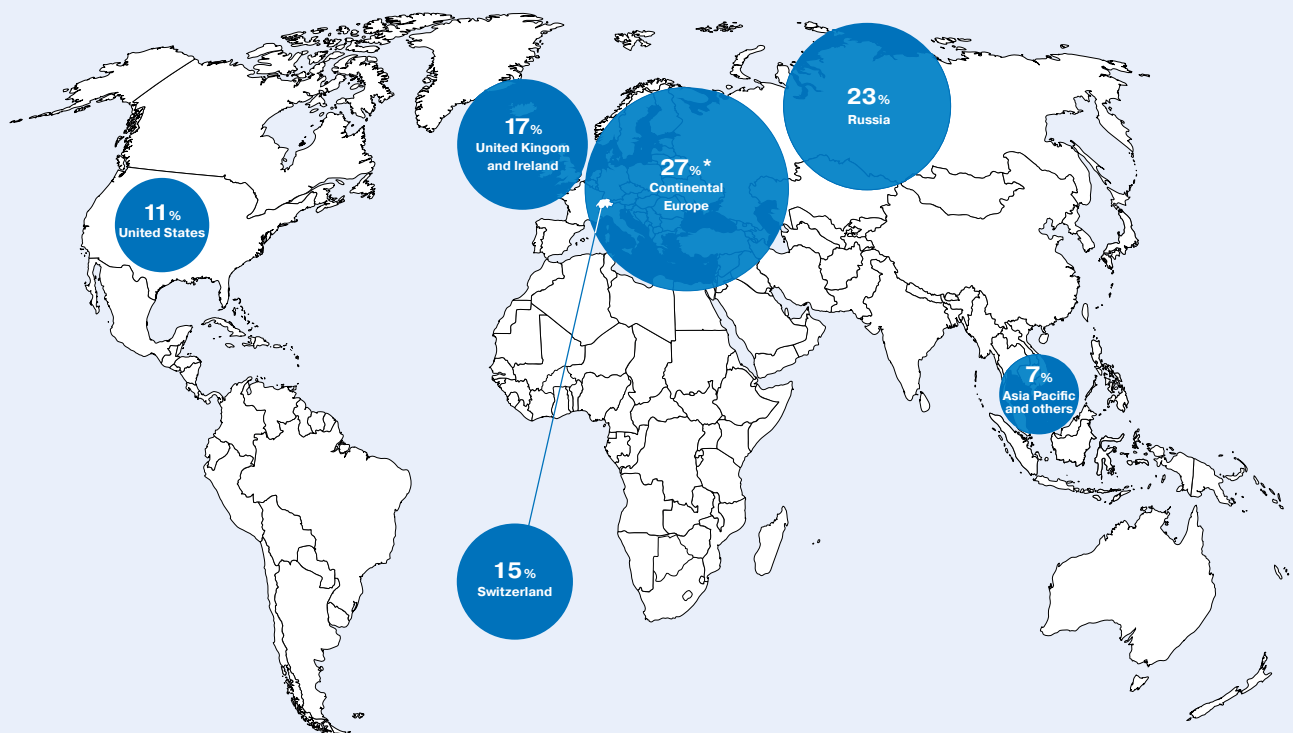 23%
Russia
17%
United Kingom
and Ireland
27%*
Continental
Europe
11%
United States
7%
Asia Pacific
and others
15%
Switzerland